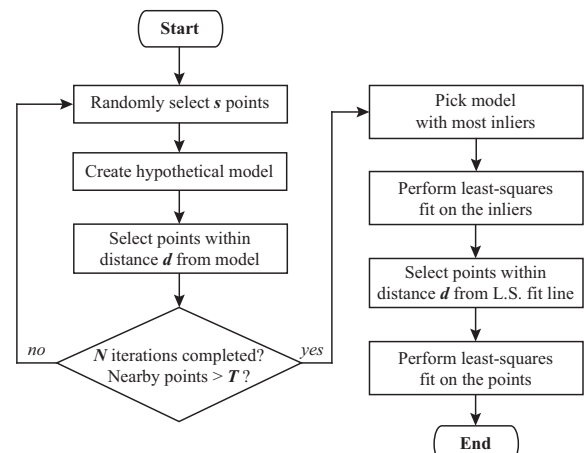 Start
Randomly select s points
Create hypothetical model
Select points within
distance d from model
N iterations completed?
Nearby points > T ?
no
yes
Pick model
with most inliers
Perform least-squares
fit on the inliers
Select points within
distance d from L.S. fit line
Perform least-squares
fit on the points
End